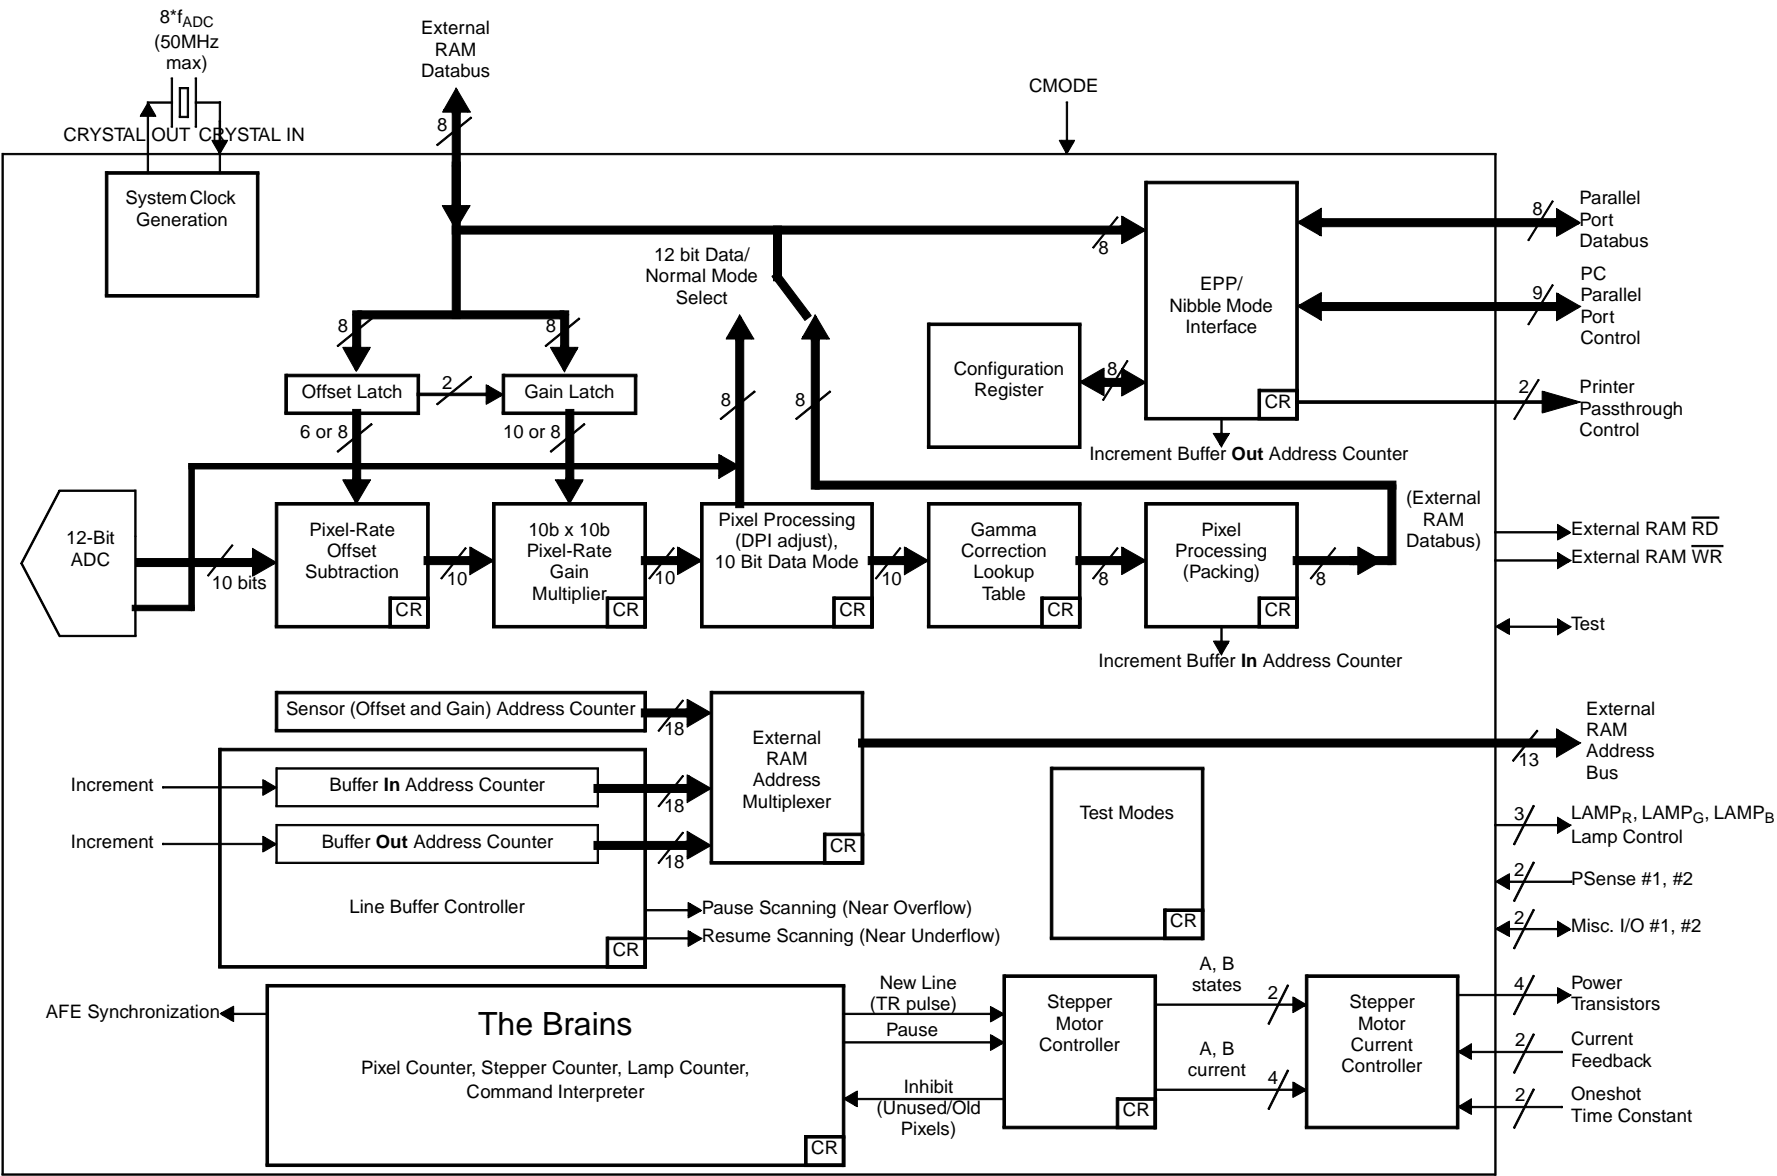 8*fADC
(50MHz
max)
CRYSTAL OUT CRYSTAL IN
External
RAM
Databus
8
CMODE
System Clock
Generation
8
8
8
12 bit Data/
Normal Mode
Select
8
8
8
EPP/
Nibble Mode
Interface
CR
8
Parallel
Port
Databus
9
PC
Parallel
Port
Control
2
Printer
Passthrough
Control
Configuration
Register
8
Increment Buffer Out Address Counter
Offset Latch
2
Gain Latch
6 or 8
10 or 8
12-Bit
ADC
10 bits
Pixel-Rate
Offset
Subtraction
CR
10
10b x 10b
Pixel-Rate
Gain
Multiplier
CR
10
Pixel Processing
(DPI adjust),
10 Bit Data Mode
CR
10
Gamma
Correction
Lookup
Table
CR
8
Pixel
Processing
(Packing)
CR
8
(External
RAM
Databus)
Increment Buffer In Address Counter
External RAM RD
External RAM WR
Test
Sensor (Offset and Gain) Address Counter
18
Increment
Buffer In Address Counter
18
Increment
Buffer Out Address Counter
18
Line Buffer Controller
CR
Pause Scanning (Near Overflow)
Resume Scanning (Near Underflow)
External
RAM
Address
Multiplexer
CR
13
External
RAM
Address
Bus
Test Modes
CR
3
LAMPR, LAMPG, LAMPB
Lamp Control
2
PSense #1, #2
2
Misc. I/O #1, #2
AFE Synchronization
The Brains
Pixel Counter, Stepper Counter, Lamp Counter,
Command Interpreter
CR
New Line
(TR pulse)
Pause
Inhibit
(Unused/Old
Pixels)
Stepper
Motor
Controller
CR
A, B
states
2
A, B
current
4
Stepper
Motor
Current
Controller
4
Power
Transistors
2
Current
Feedback
2
Oneshot
Time Constant